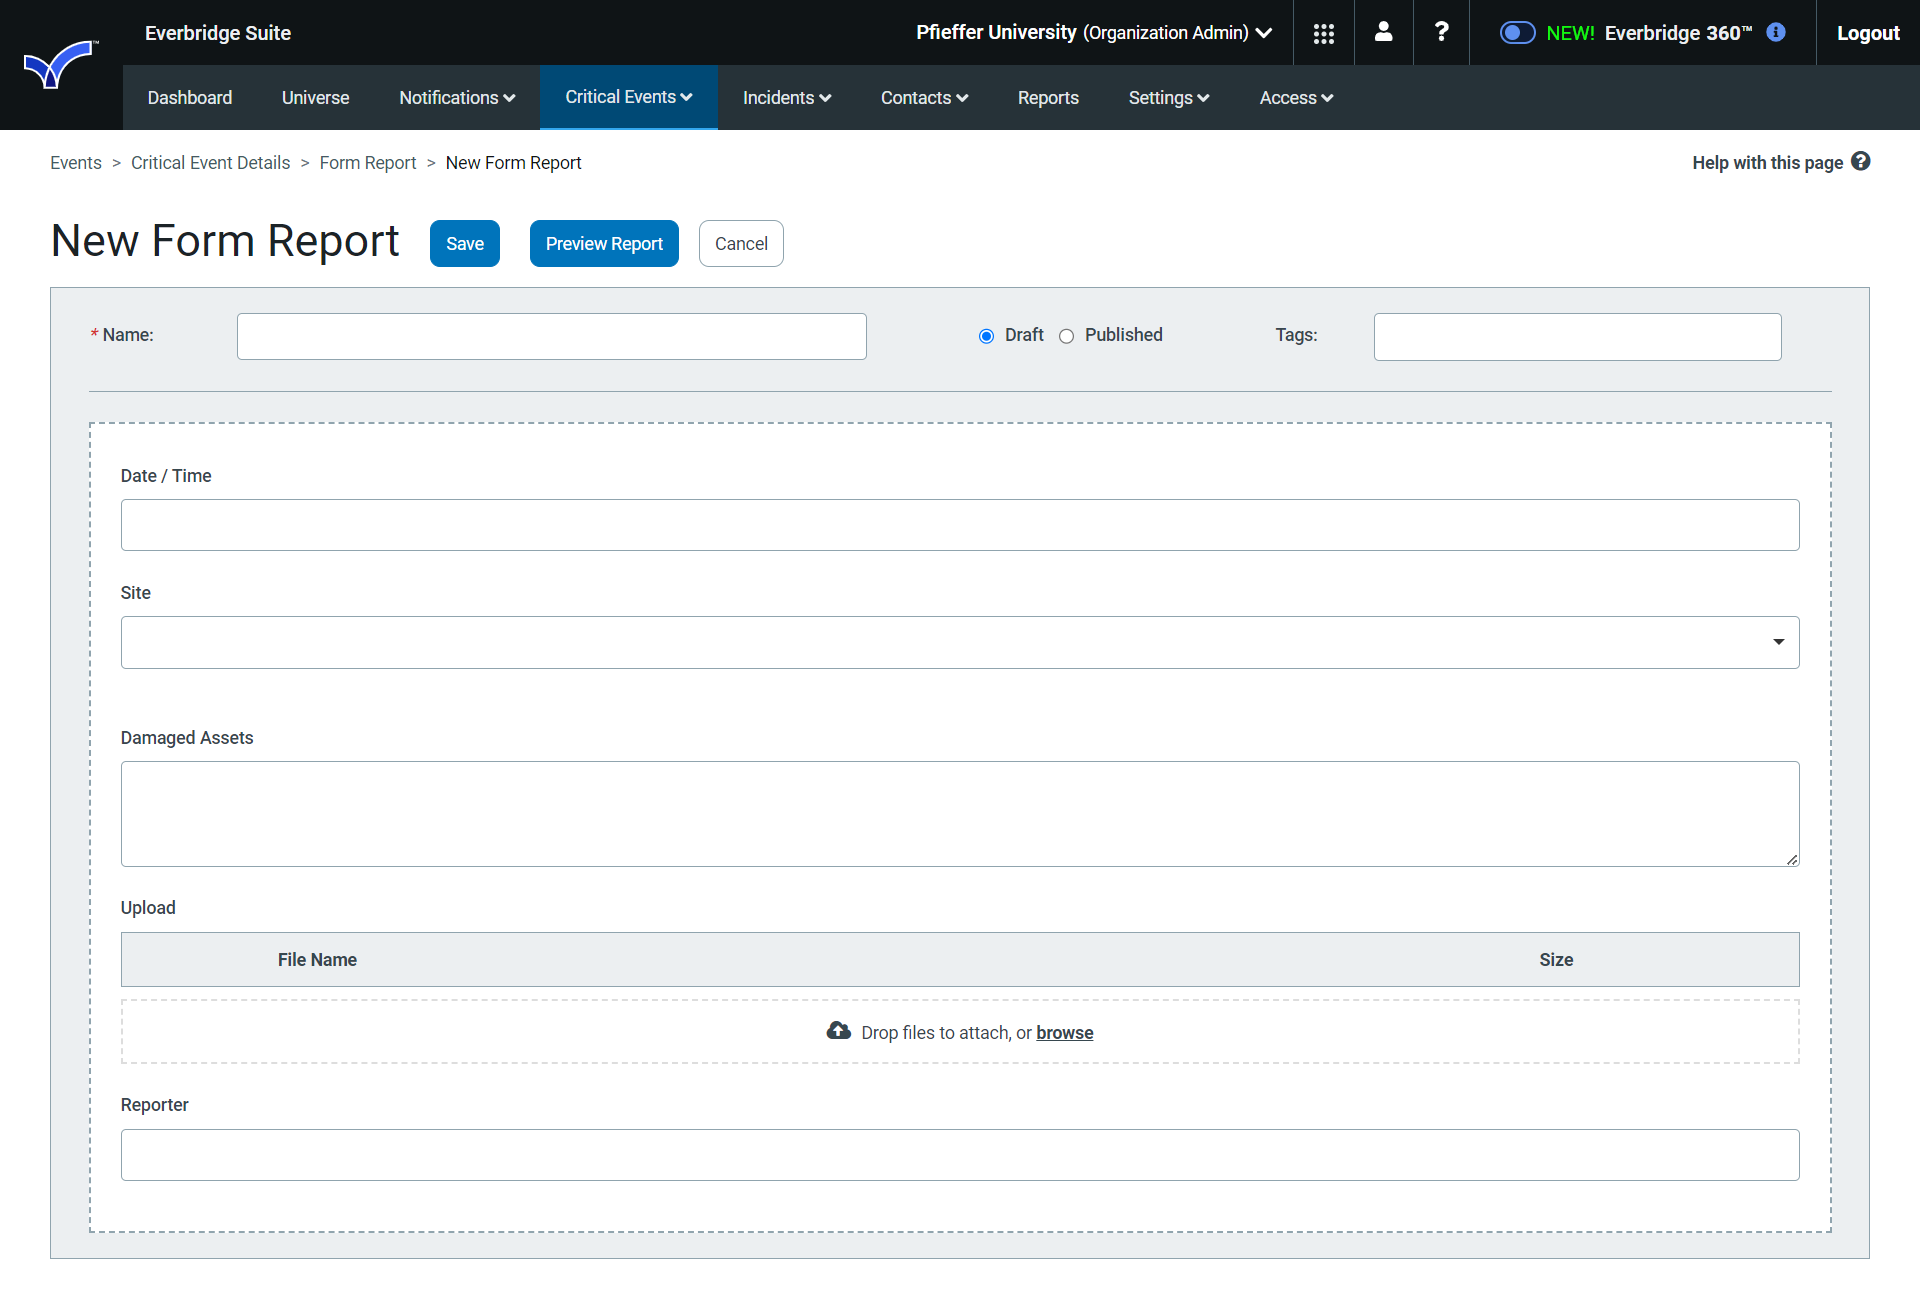 Everbridge Suite
Pfieffer University (Organization Admin)
?
NEW! Everbridge 360™
Logout
Dashboard
Universe
Notifications
Critical Events
Incidents
Contacts
Reports
Settings
Access
Events > Critical Event Details > Form Report > New Form Report
Help with this page ?
New Form Report
Save
Preview Report
Cancel
* Name:
Draft
Published
Tags:
Date / Time
Site
Damaged Assets
Upload
File Name
Size
Drop files to attach, or browse
Reporter